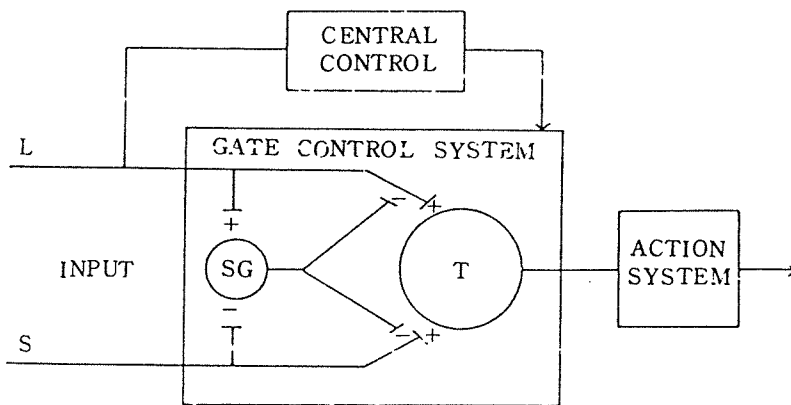 CENTRAL
CONTROL
GATE CONTROL SYSTEM
L
+
- +
INPUT
SG
T
ACTION
SYSTEM
-
- +
S